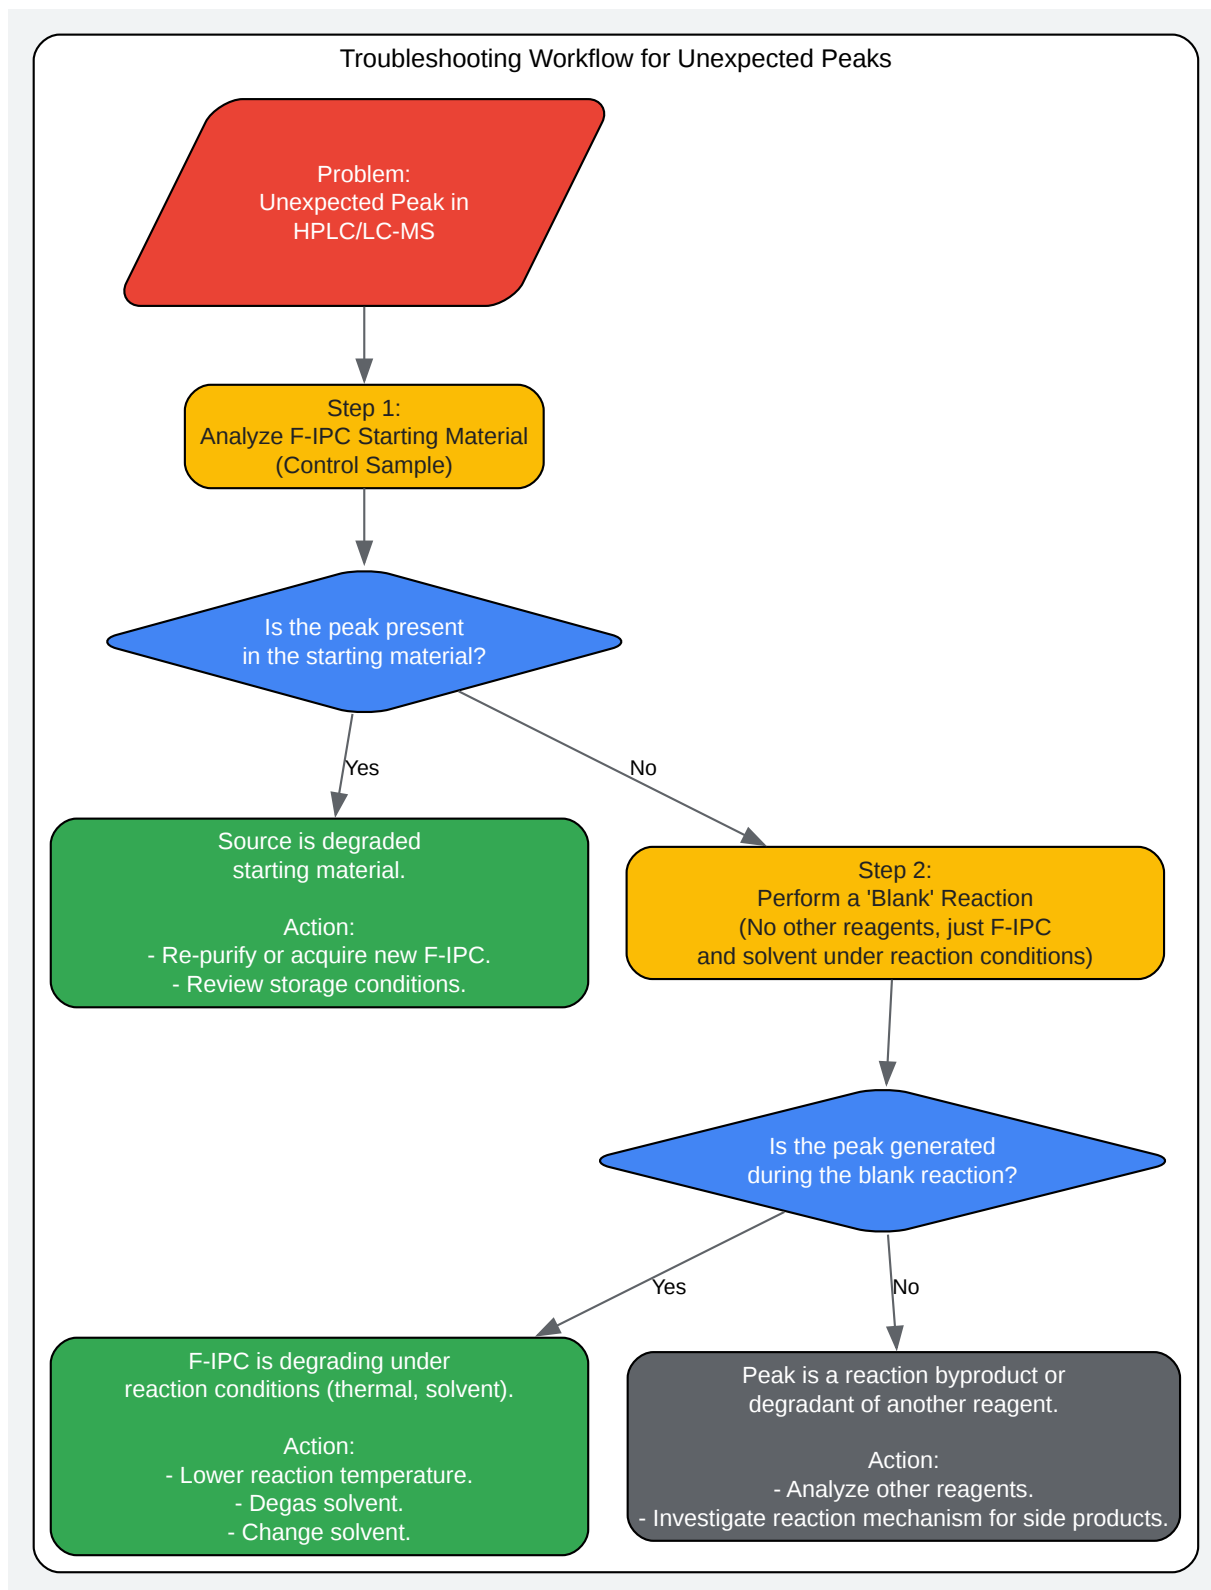 Troubleshooting Workflow for Unexpected Peaks
Problem:
Unexpected Peak in
HPLC/LC-MS
Step 1:
Analyze F-IPC Starting Material
(Control Sample)
Is the peak present
in the starting material?
Yes
No
Source is degraded
starting material.
Action:
- Re-purify or acquire new F-IPC.
- Review storage conditions.
Step 2:
Perform a 'Blank' Reaction
(No other reagents, just F-IPC
and solvent under reaction conditions)
Is the peak generated
during the blank reaction?
Yes
No
F-IPC is degrading under
reaction conditions (thermal, solvent).
Action:
- Lower reaction temperature.
- Degas solvent.
- Change solvent.
Peak is a reaction byproduct or
degradant of another reagent.
Action:
- Analyze other reagents.
- Investigate reaction mechanism for side products.